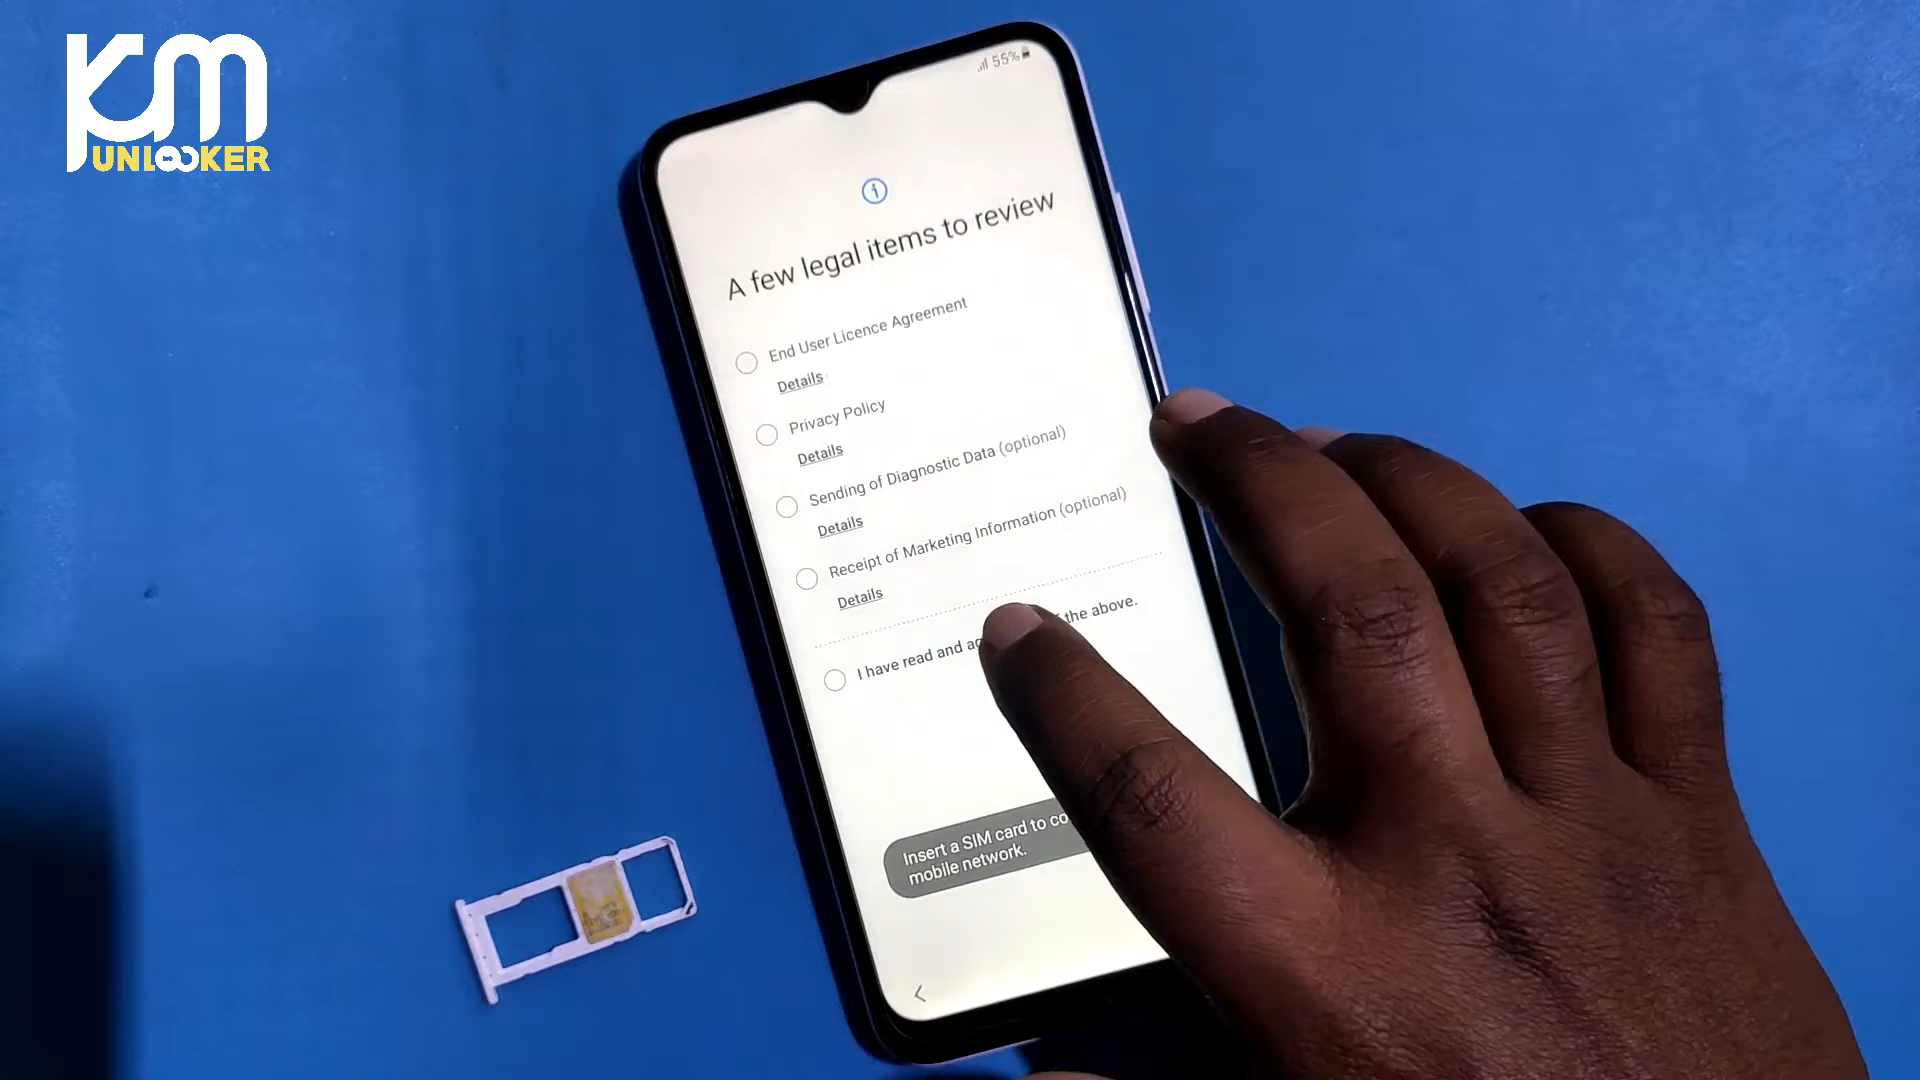 KM
UNLOOKER
55%
A few legal items to review
End User Licence Agreement
Details
Privacy Policy
Details
Sending of Diagnostic Data (optional)
Details
Receipt of Marketing Information (optional)
Details
I have read and the above.
Insert a SIM card to
mobile network.